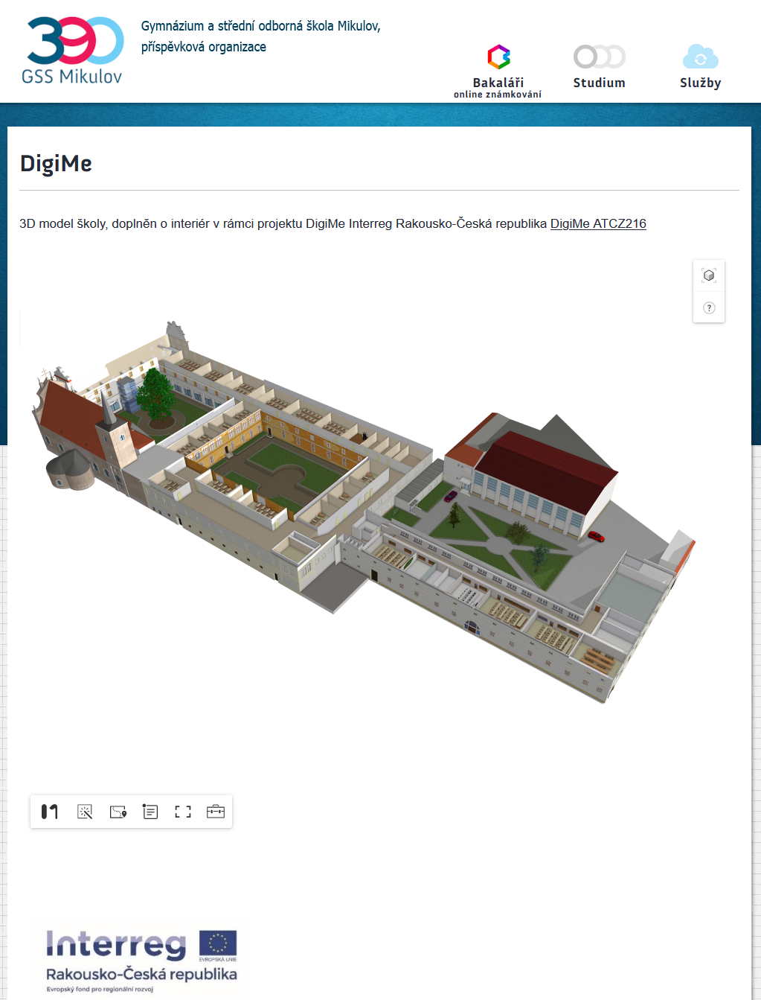 390
GSS Mikulov
Gymnázium a střední odborná škola Mikulov,
příspěvková organizace
Bakaláři
online známkování
Studium
Služby
DigiMe
3D model školy, doplněn o interiér v rámci projektu DigiMe Interreg Rakousko-Česká republika DigiMe ATCZ216
?
Interreg
EVROPSKÁ UNIE
Rakousko-Česká republika
Evropský fond pro regionální rozvoj